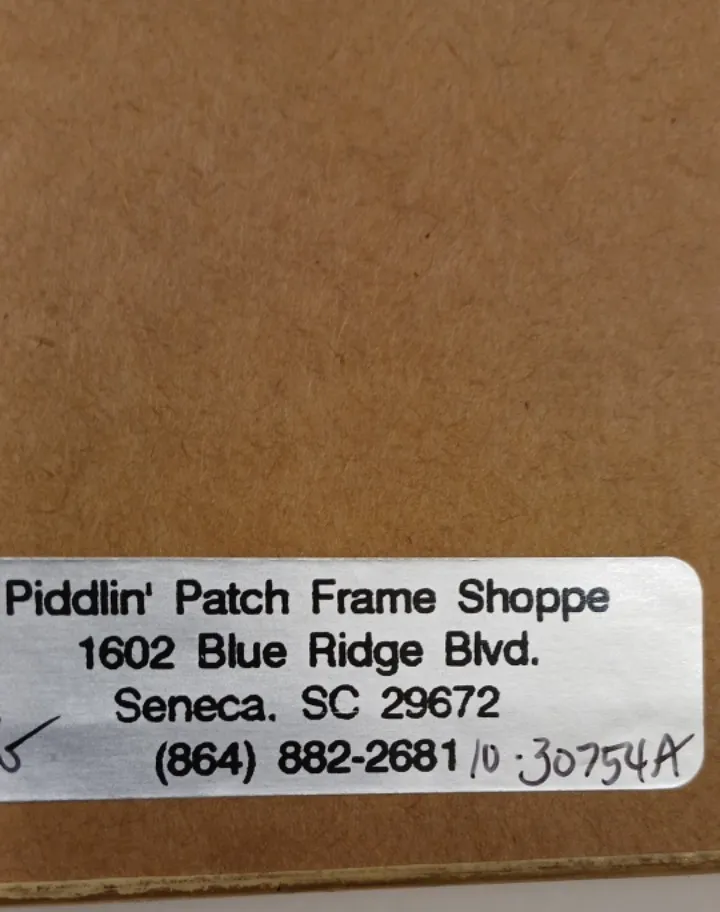 Piddlin' Patch Frame Shoppe
1602 Blue Ridge Blvd.
Seneca. SC 29672
(864) 882-2681 10-30754A